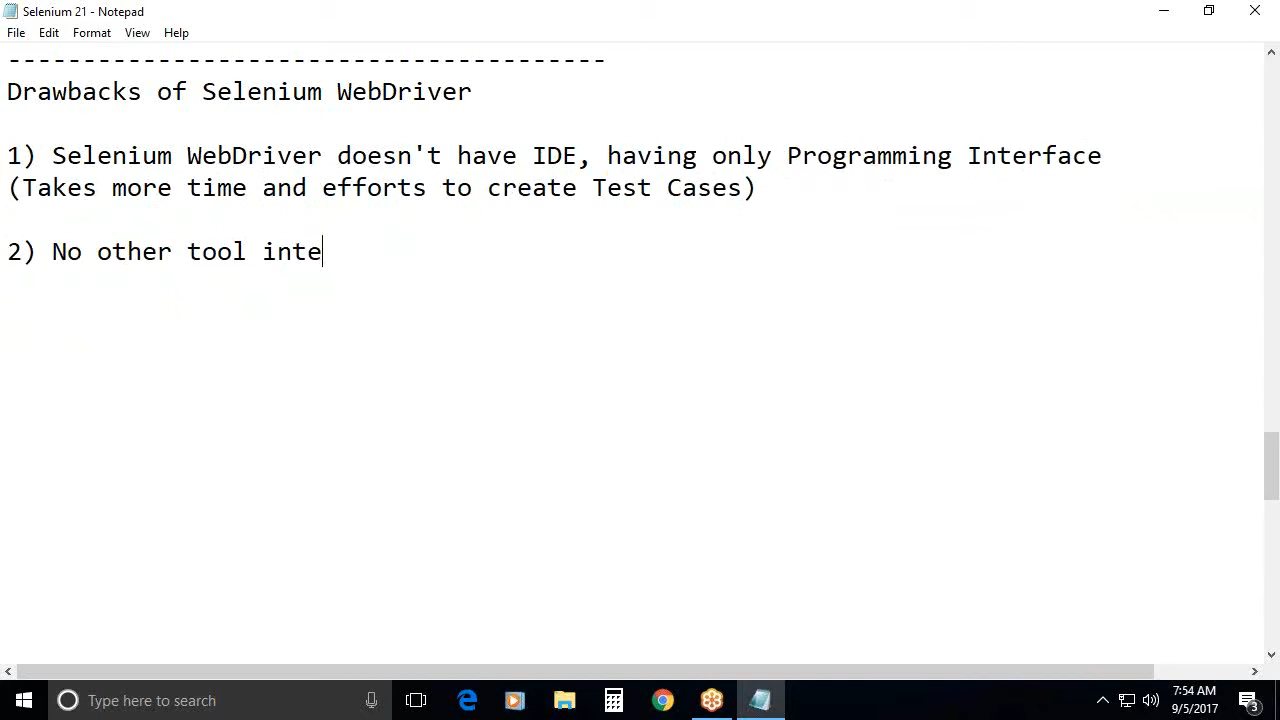 Selenium 21 - Notepad
File Edit Format View Help
----------------------------------------
Drawbacks of Selenium WebDriver
1) Selenium WebDriver doesn't have IDE, having only Programming Interface
(Takes more time and efforts to create Test Cases)
2) No other tool inte
Type here to search
7:54 AM
9/5/2017
3